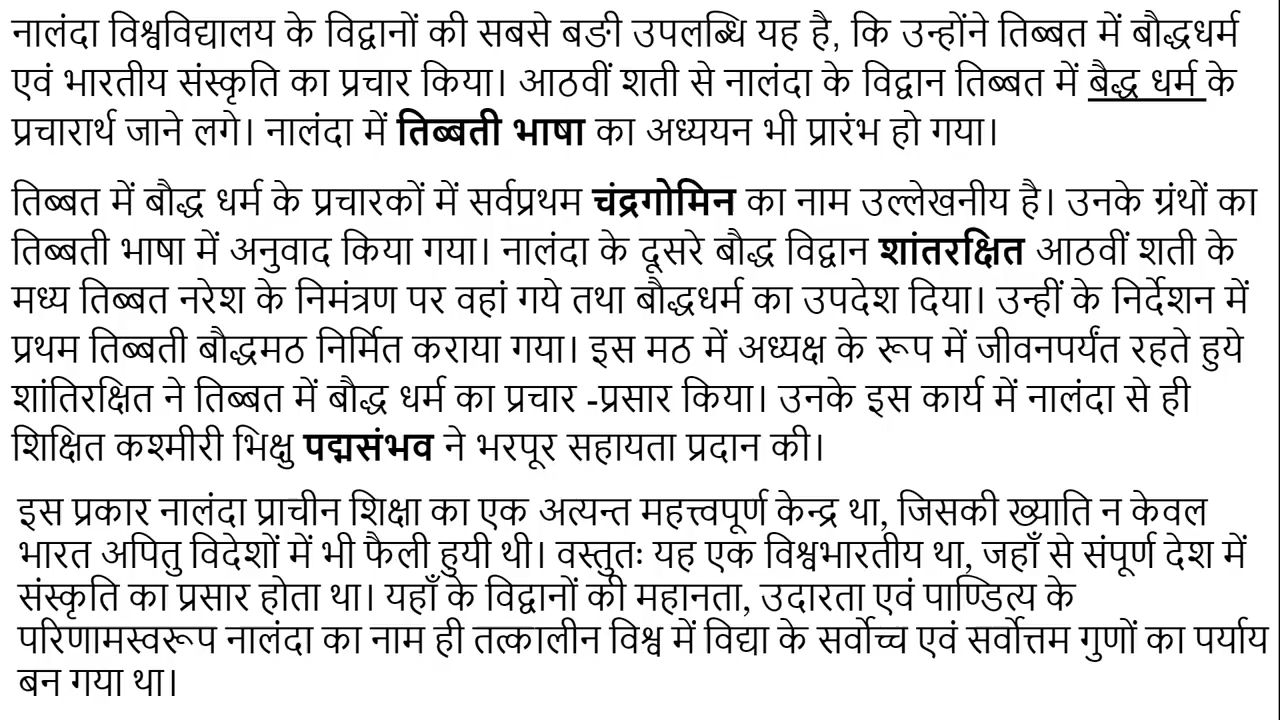 नालंदा विश्वविद्यालय के विद्वानों की सबसे बङी उपलब्धि यह है, कि उन्होंने तिब्बत में बौद्धधर्म
एवं भारतीय संस्कृति का प्रचार किया। आठवीं शती से नालंदा के विद्वान तिब्बत में बैद्ध धर्म के
प्रचारार्थ जाने लगे। नालंदा में तिब्बती भाषा का अध्ययन भी प्रारंभ हो गया।
तिब्बत में बौद्ध धर्म के प्रचारकों में सर्वप्रथम चंद्रगोमिन का नाम उल्लेखनीय है। उनके ग्रंथों का
तिब्बती भाषा में अनुवाद किया गया। नालंदा के दूसरे बौद्ध विद्वान शांतरक्षित आठवीं शती के
मध्य तिब्बत नरेश के निमंत्रण पर वहां गये तथा बौद्धधर्म का उपदेश दिया। उन्हीं के निर्देशन में
प्रथम तिब्बती बौद्धमठ निर्मित कराया गया। इस मठ में अध्यक्ष के रूप में जीवनपर्यंत रहते हुये
शांतिरक्षित ने तिब्बत में बौद्ध धर्म का प्रचार -प्रसार किया। उनके इस कार्य में नालंदा से ही
शिक्षित कश्मीरी भिक्षु पद्मसंभव ने भरपूर सहायता प्रदान की।
इस प्रकार नालंदा प्राचीन शिक्षा का एक अत्यन्त महत्त्वपूर्ण केन्द्र था, जिसकी ख्याति न केवल
भारत अपितु विदेशों में भी फैली हुयी थी। वस्तुतः यह एक विश्वभारतीय था, जहाँ से संपूर्ण देश में
संस्कृति का प्रसार होता था। यहाँ के विद्वानों की महानता, उदारता एवं पाण्डित्य के
परिणामस्वरूप नालंदा का नाम ही तत्कालीन विश्व में विद्या के सर्वोच्च एवं सर्वोत्तम गुणों का पर्याय
बन गया था।